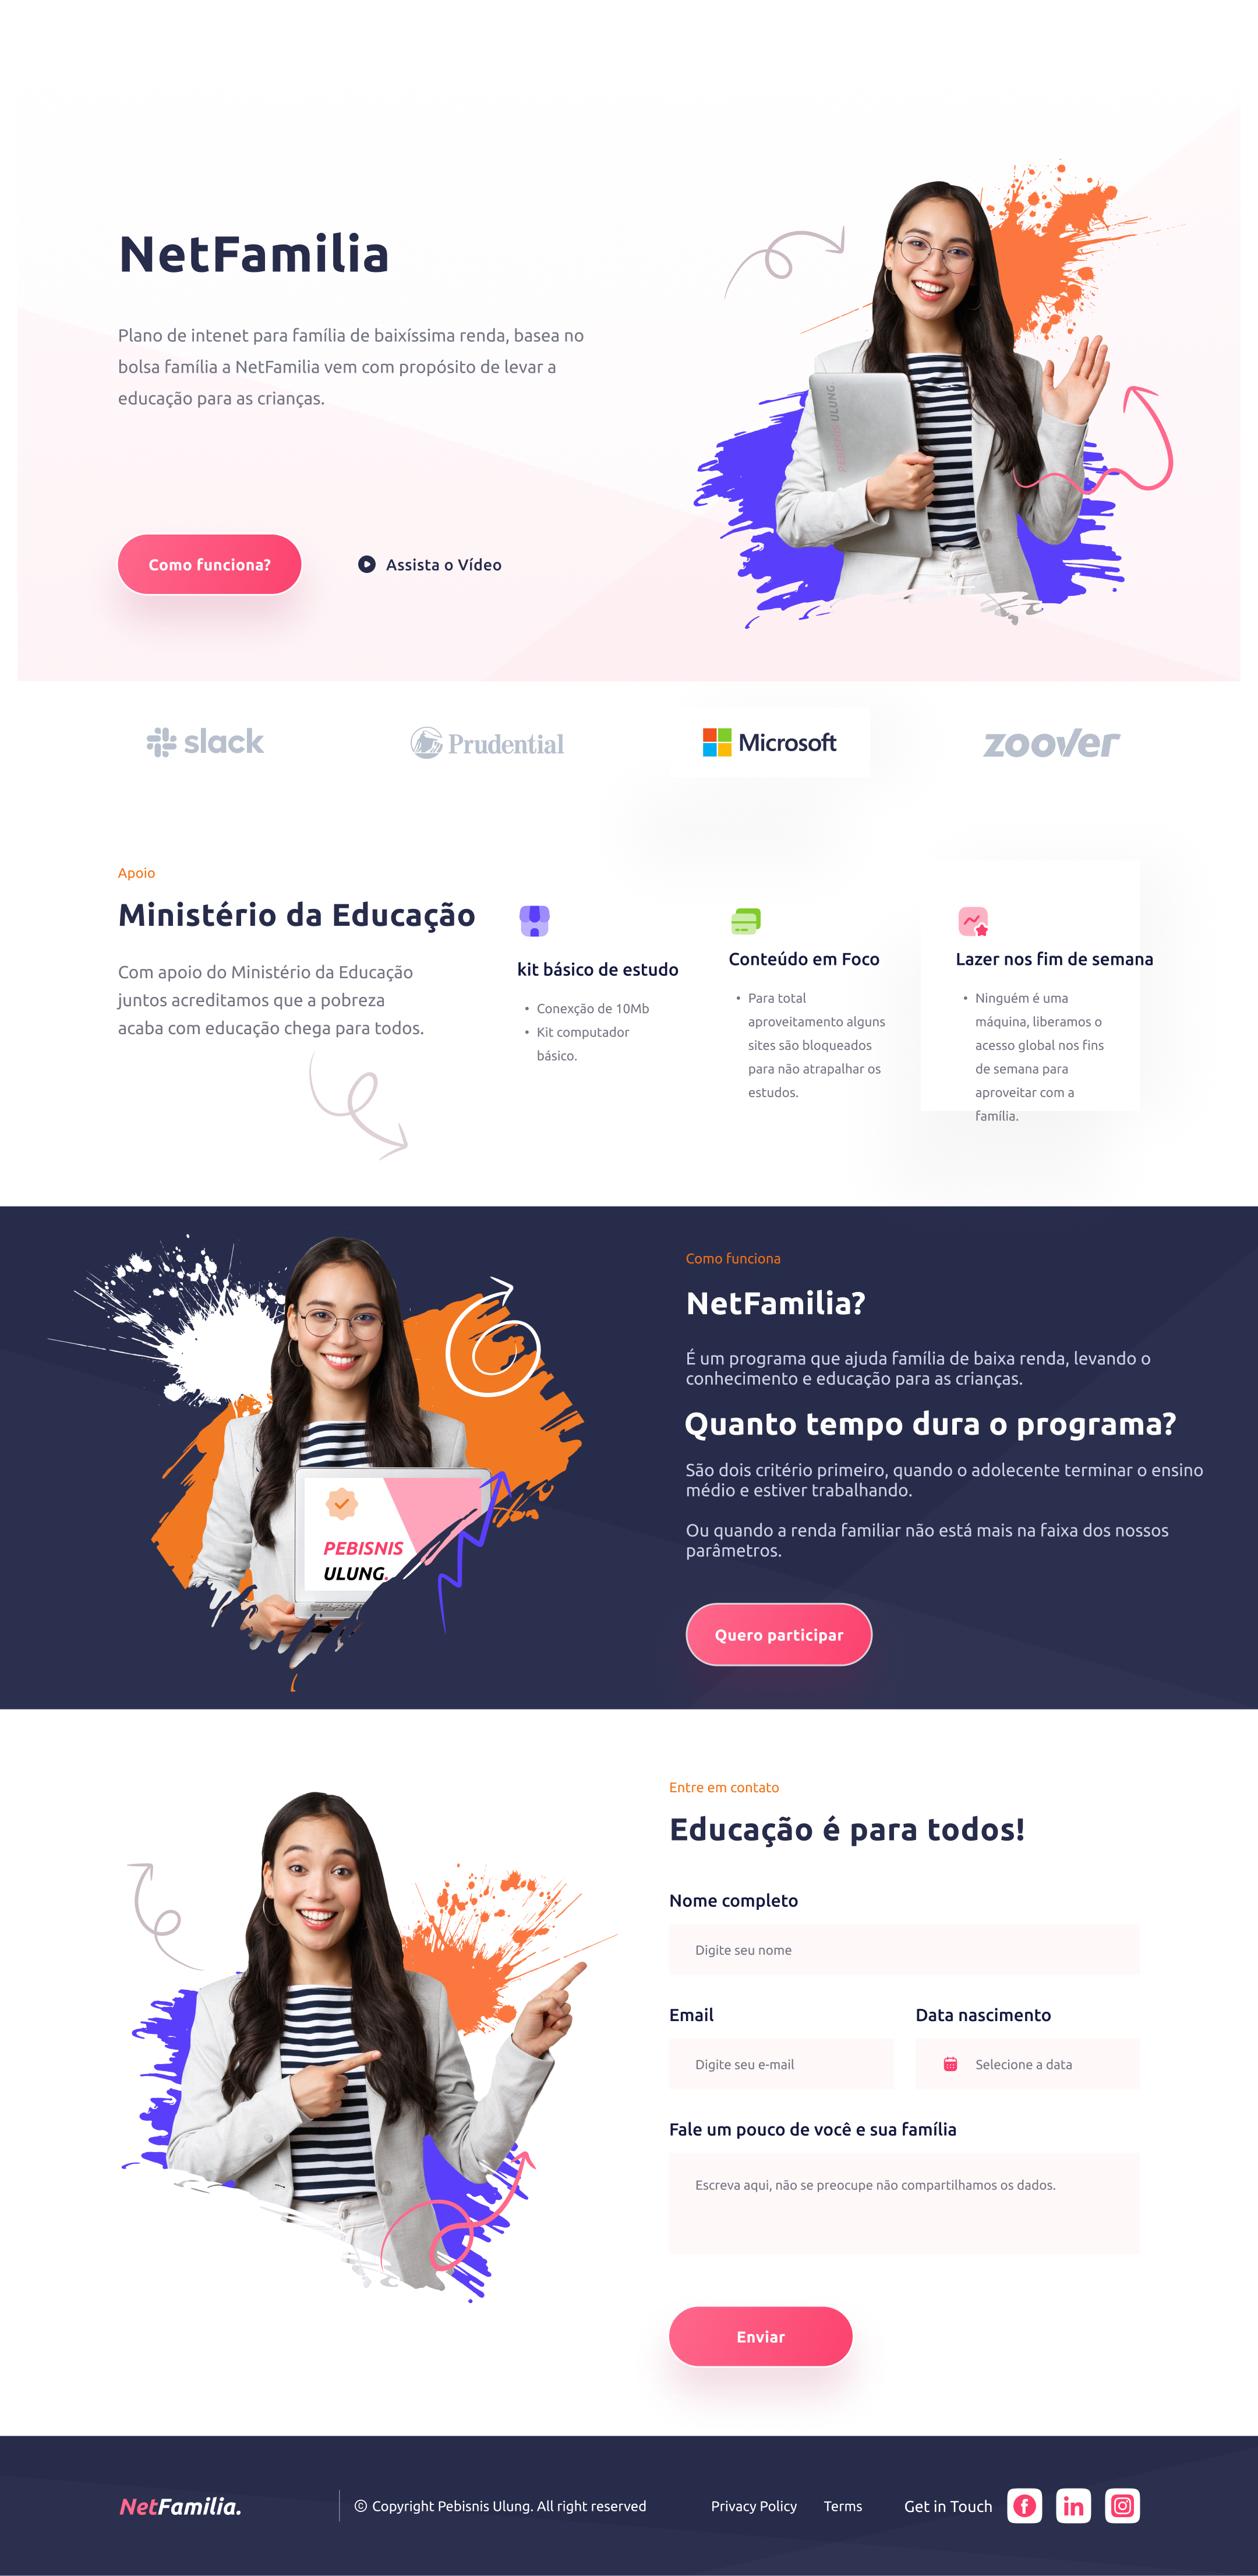 NetFamilia
Plano de intenet para família de baixíssima renda, basea no
bolsa família a NetFamilia vem com propósito de levar a
educação para as crianças.
PEBISNIS ULUNG
Como funciona?
Assista o Vídeo
slack
Prudential
Microsoft
zoover
Apoio
Ministério da Educação
Com apoio do Ministério da Educação
juntos acreditamos que a pobreza
acaba com educação chega para todos.
kit básico de estudo
• Conexção de 10Mb
• Kit computador
básico.
Conteúdo em Foco
• Para total
aproveitamento alguns
sites são bloqueados
para não atrapalhar os
estudos.
Lazer nos fim de semana
• Ninguém é uma
máquina, liberamos o
acesso global nos fins
de semana para
aproveitar com a
família.
PEBISNIS
ULUNG.
Como funciona
NetFamilia?
É um programa que ajuda família de baixa renda, levando o
conhecimento e educação para as crianças.
Quanto tempo dura o programa?
São dois critério primeiro, quando o adolecente terminar o ensino
médio e estiver trabalhando.
Ou quando a renda familiar não está mais na faixa dos nossos
parâmetros.
Quero participar
Entre em contato
Educação é para todos!
Nome completo
Digite seu nome
Email
Data nascimento
Digite seu e-mail
Selecione a data
Fale um pouco de você e sua família
Escreva aqui, não se preocupe não compartilhamos os dados.
Enviar
NetFamilia.
© Copyright Pebisnis Ulung. All right reserved
Privacy Policy
Terms
Get in Touch